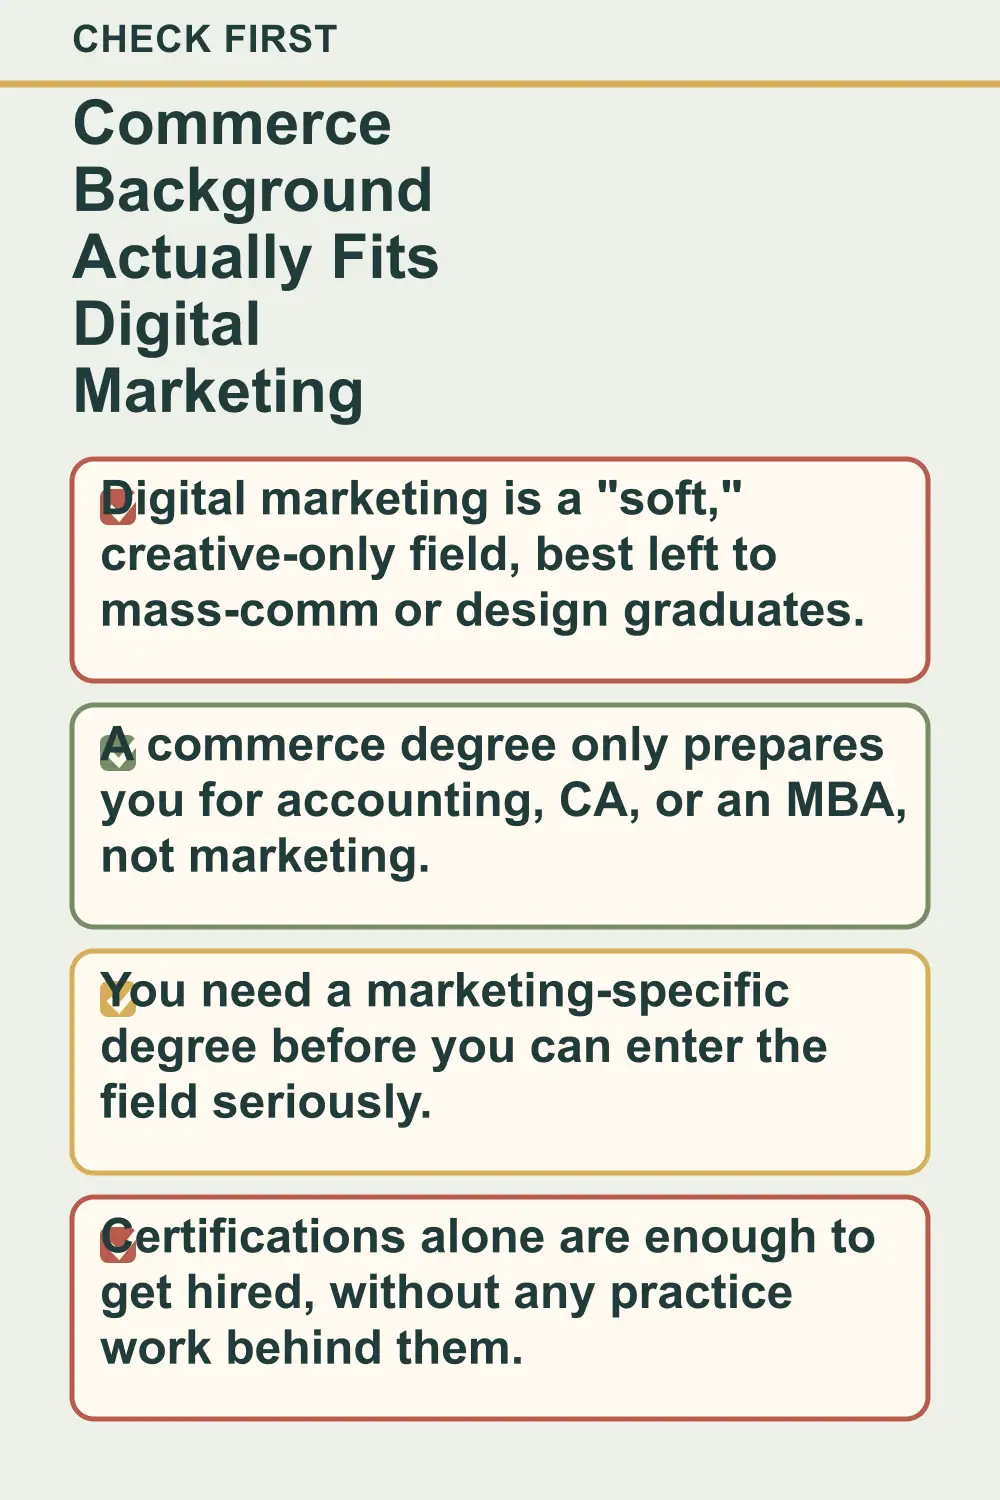 CHECK FIRST
Commerce
Background
Actually Fits
Digital
Marketing
Digital marketing is a "soft,"
creative-only field, best left to
mass-comm or design graduates.
A commerce degree only prepares
you for accounting, CA, or an MBA,
not marketing.
You need a marketing-specific
degree before you can enter the
field seriously.
Certifications alone are enough to
get hired, without any practice
work behind them.